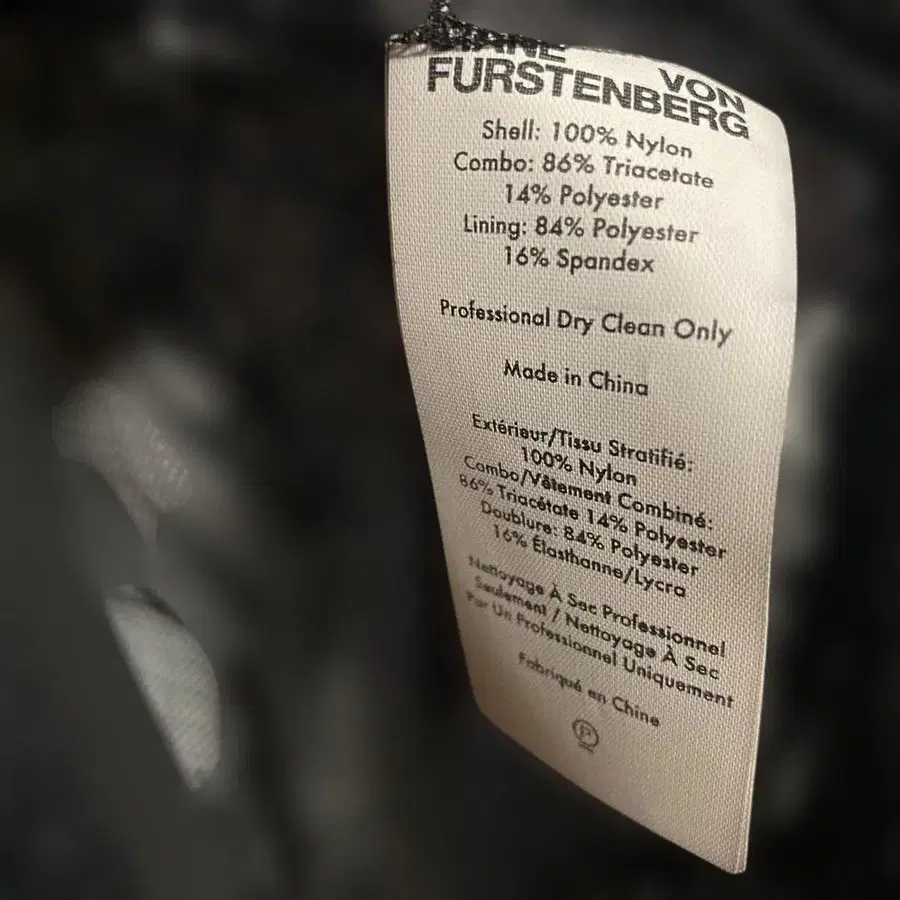 DIANE
VON
FURSTENBERG
Shell: 100% Nylon
Combo: 86% Triacetate
14% Polyester
Lining: 84% Polyester
16% Spandex
Professional Dry Clean Only
Made in China
Extérieur/Tissu Stratifié:
100% Nylon
Combo/Vêtement Combiné:
86% Triacétate 14% Polyester
Doublure: 84% Polyester
16% Élasthanne/Lycra
Nettoyage À Sec Professionnel
Seulement / Nettoyage À Sec
Par Un Professionnel Uniquement
Fabriqué en Chine
P